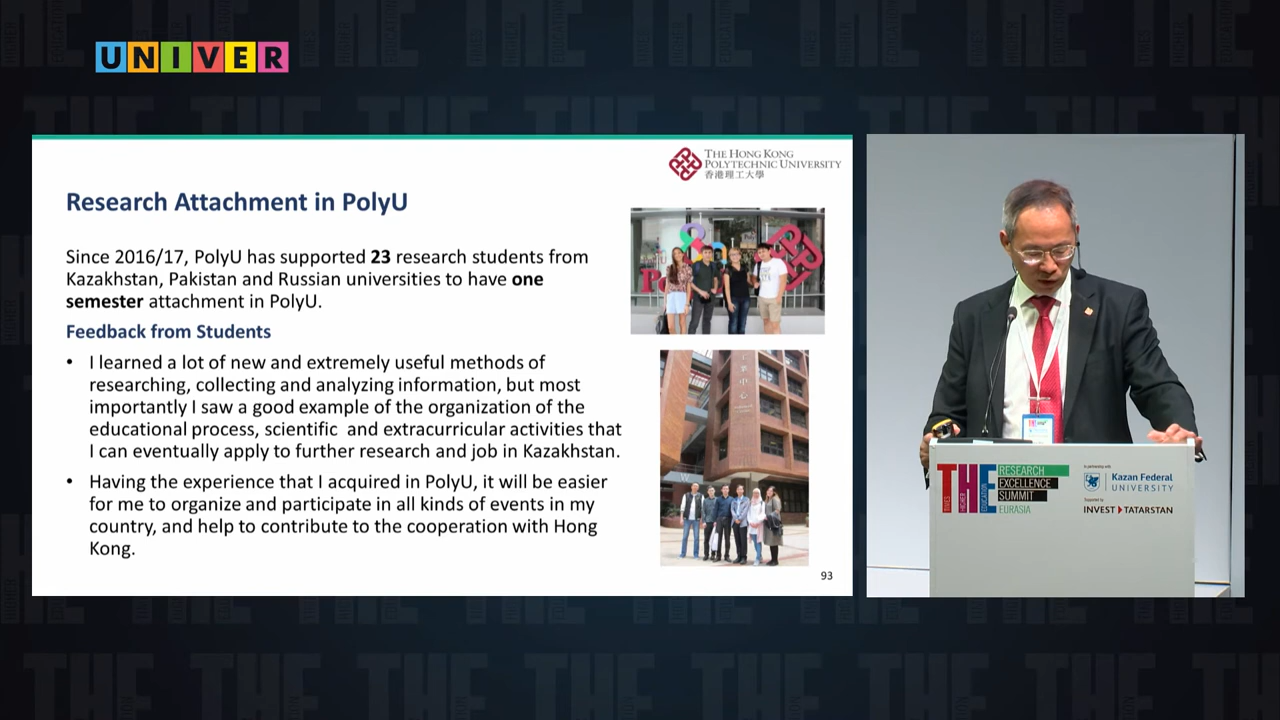 UNIVER
THE HONG KONG
POLYTECHNIC UNIVERSITY
香港理工大學
Research Attachment in PolyU
Since 2016/17, PolyU has supported 23 research students from
Kazakhstan, Pakistan and Russian universities to have one
semester attachment in PolyU.
Feedback from Students
• I learned a lot of new and extremely useful methods of
researching, collecting and analyzing information, but most
importantly I saw a good example of the organization of the
educational process, scientific and extracurricular activities that
I can eventually apply to further research and job in Kazakhstan.
• Having the experience that I acquired in PolyU, it will be easier
for me to organize and participate in all kinds of events in my
country, and help to contribute to the cooperation with Hong
Kong.
93
THE
RESEARCH
EXCELLENCE
SUMMIT
EURASIA
In partnership with
Kazan Federal
UNIVERSITY
Supported by
INVEST TATARSTAN